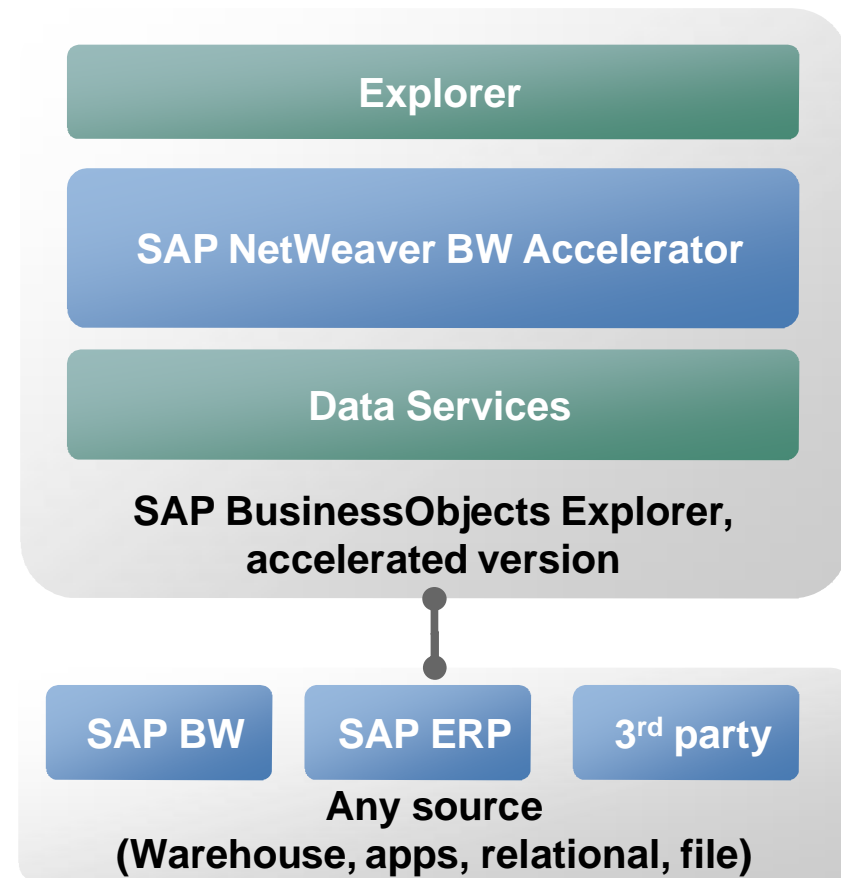 Explorer
SAP NetWeaver BW Accelerator
Data Services
SAP BusinessObjects Explorer,
accelerated version
SAP BW
SAP ERP
3rd party
Any source
(Warehouse, apps, relational, file)